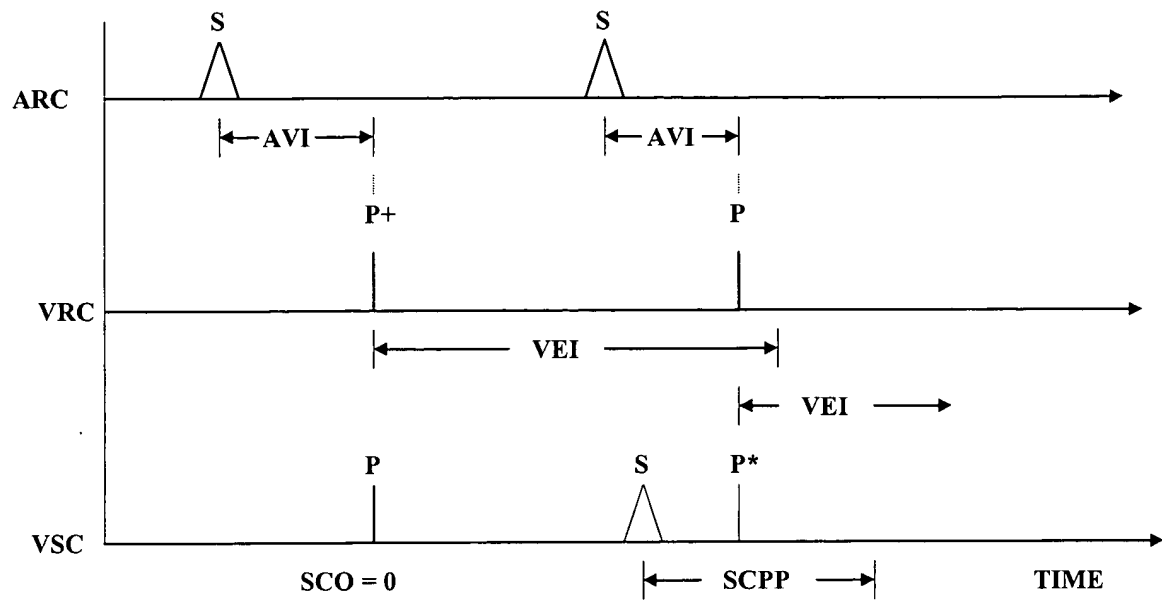 S S
ARC
AVI AVI
P+ P
VRC
VEI
VEI
P S P*
VSC
SCO = 0 SCPP TIME